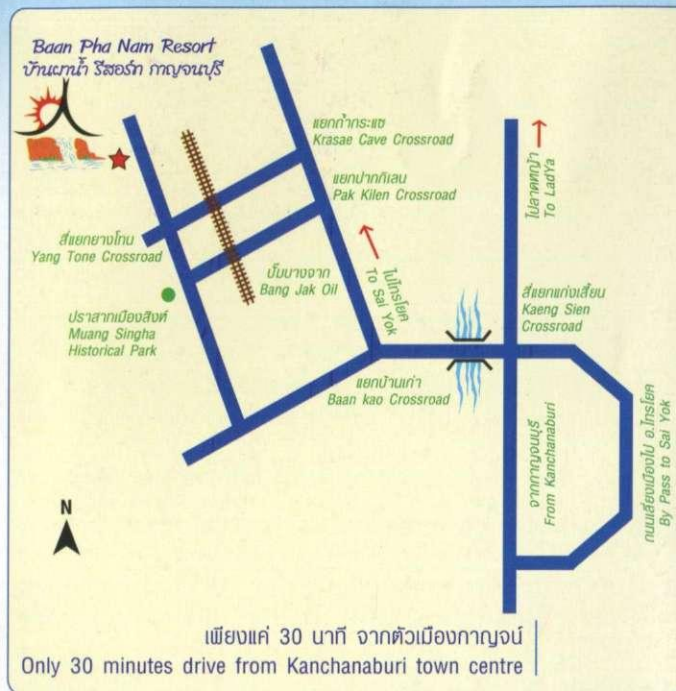 Baan Pha Nam Resort
บ้านผาน้ำ รีสอร์ท กาญจนบุรี
แยกถ้ำกระแซ
Krasae Cave Crossroad
แยกปากกิเลน
Pak Kilen Crossroad
ไปลาดหญ้า
To LadYa
สี่แยกยางโทน
Yang Tone Crossroad
ปั๊มบางจาก
Bang Jak Oil
ไปไทรโยค
To Sai Yok
สี่แยกแก่งเสี้ยน
Kaeng Sien
Crossroad
ปราสาทเมืองสิงห์
Muang Singha
Historical Park
แยกบ้านเก่า
Baan kao Crossroad
จากกาญจนบุรี
From Kanchanaburi
ถนนเลี่ยงเมืองไป อ.ไทรโยค
By Pass to Sai Yok
N
เพียงแค่ 30 นาที จากตัวเมืองกาญจน์
Only 30 minutes drive from Kanchanaburi town centre